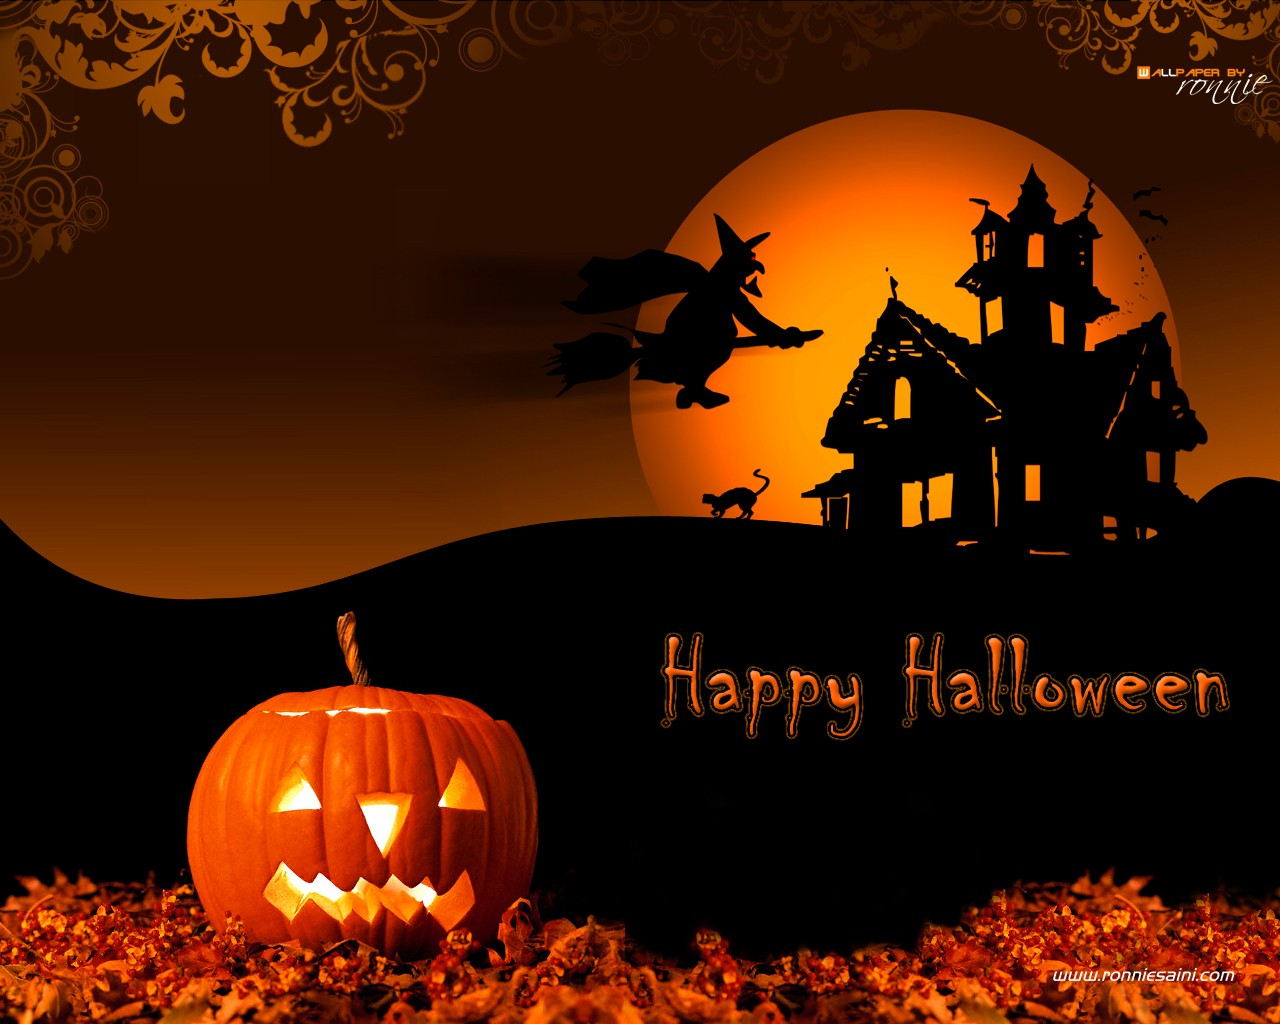 WALLPAPER BY
ronnie
Happy Halloween
www.ronniesaini.com